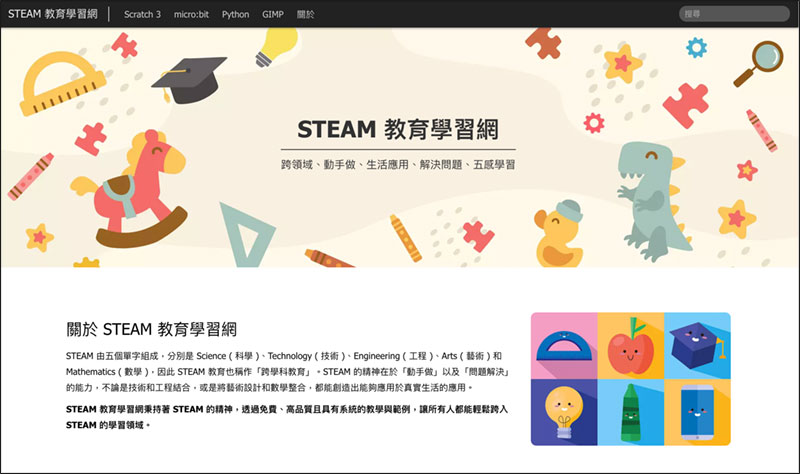 STEAM 教育學習網
Scratch 3 micro:bit Python GIMP 關於
搜尋
STEAM 教育學習網
跨領域、動手做、生活應用、解決問題、五感學習
關於 STEAM 教育學習網
STEAM 由五個單字組成，分別是 Science ( 科學 )、Technology ( 技術 )、Engineering ( 工程 )、Arts ( 藝術 ) 和
Mathematics ( 數學 )，因此 STEAM 教育也稱作「跨學科教育」。STEAM 的精神在於「動手做」以及「問題解決」
的能力，不論是技術和工程結合，或是將藝術設計和數學整合，都能創造出能夠應用於真實生活的應用。
STEAM 教育學習網秉持著 STEAM 的精神，透過免費、高品質且具有系統的教學與範例，讓所有人都能輕鬆跨入
STEAM 的學習領域。